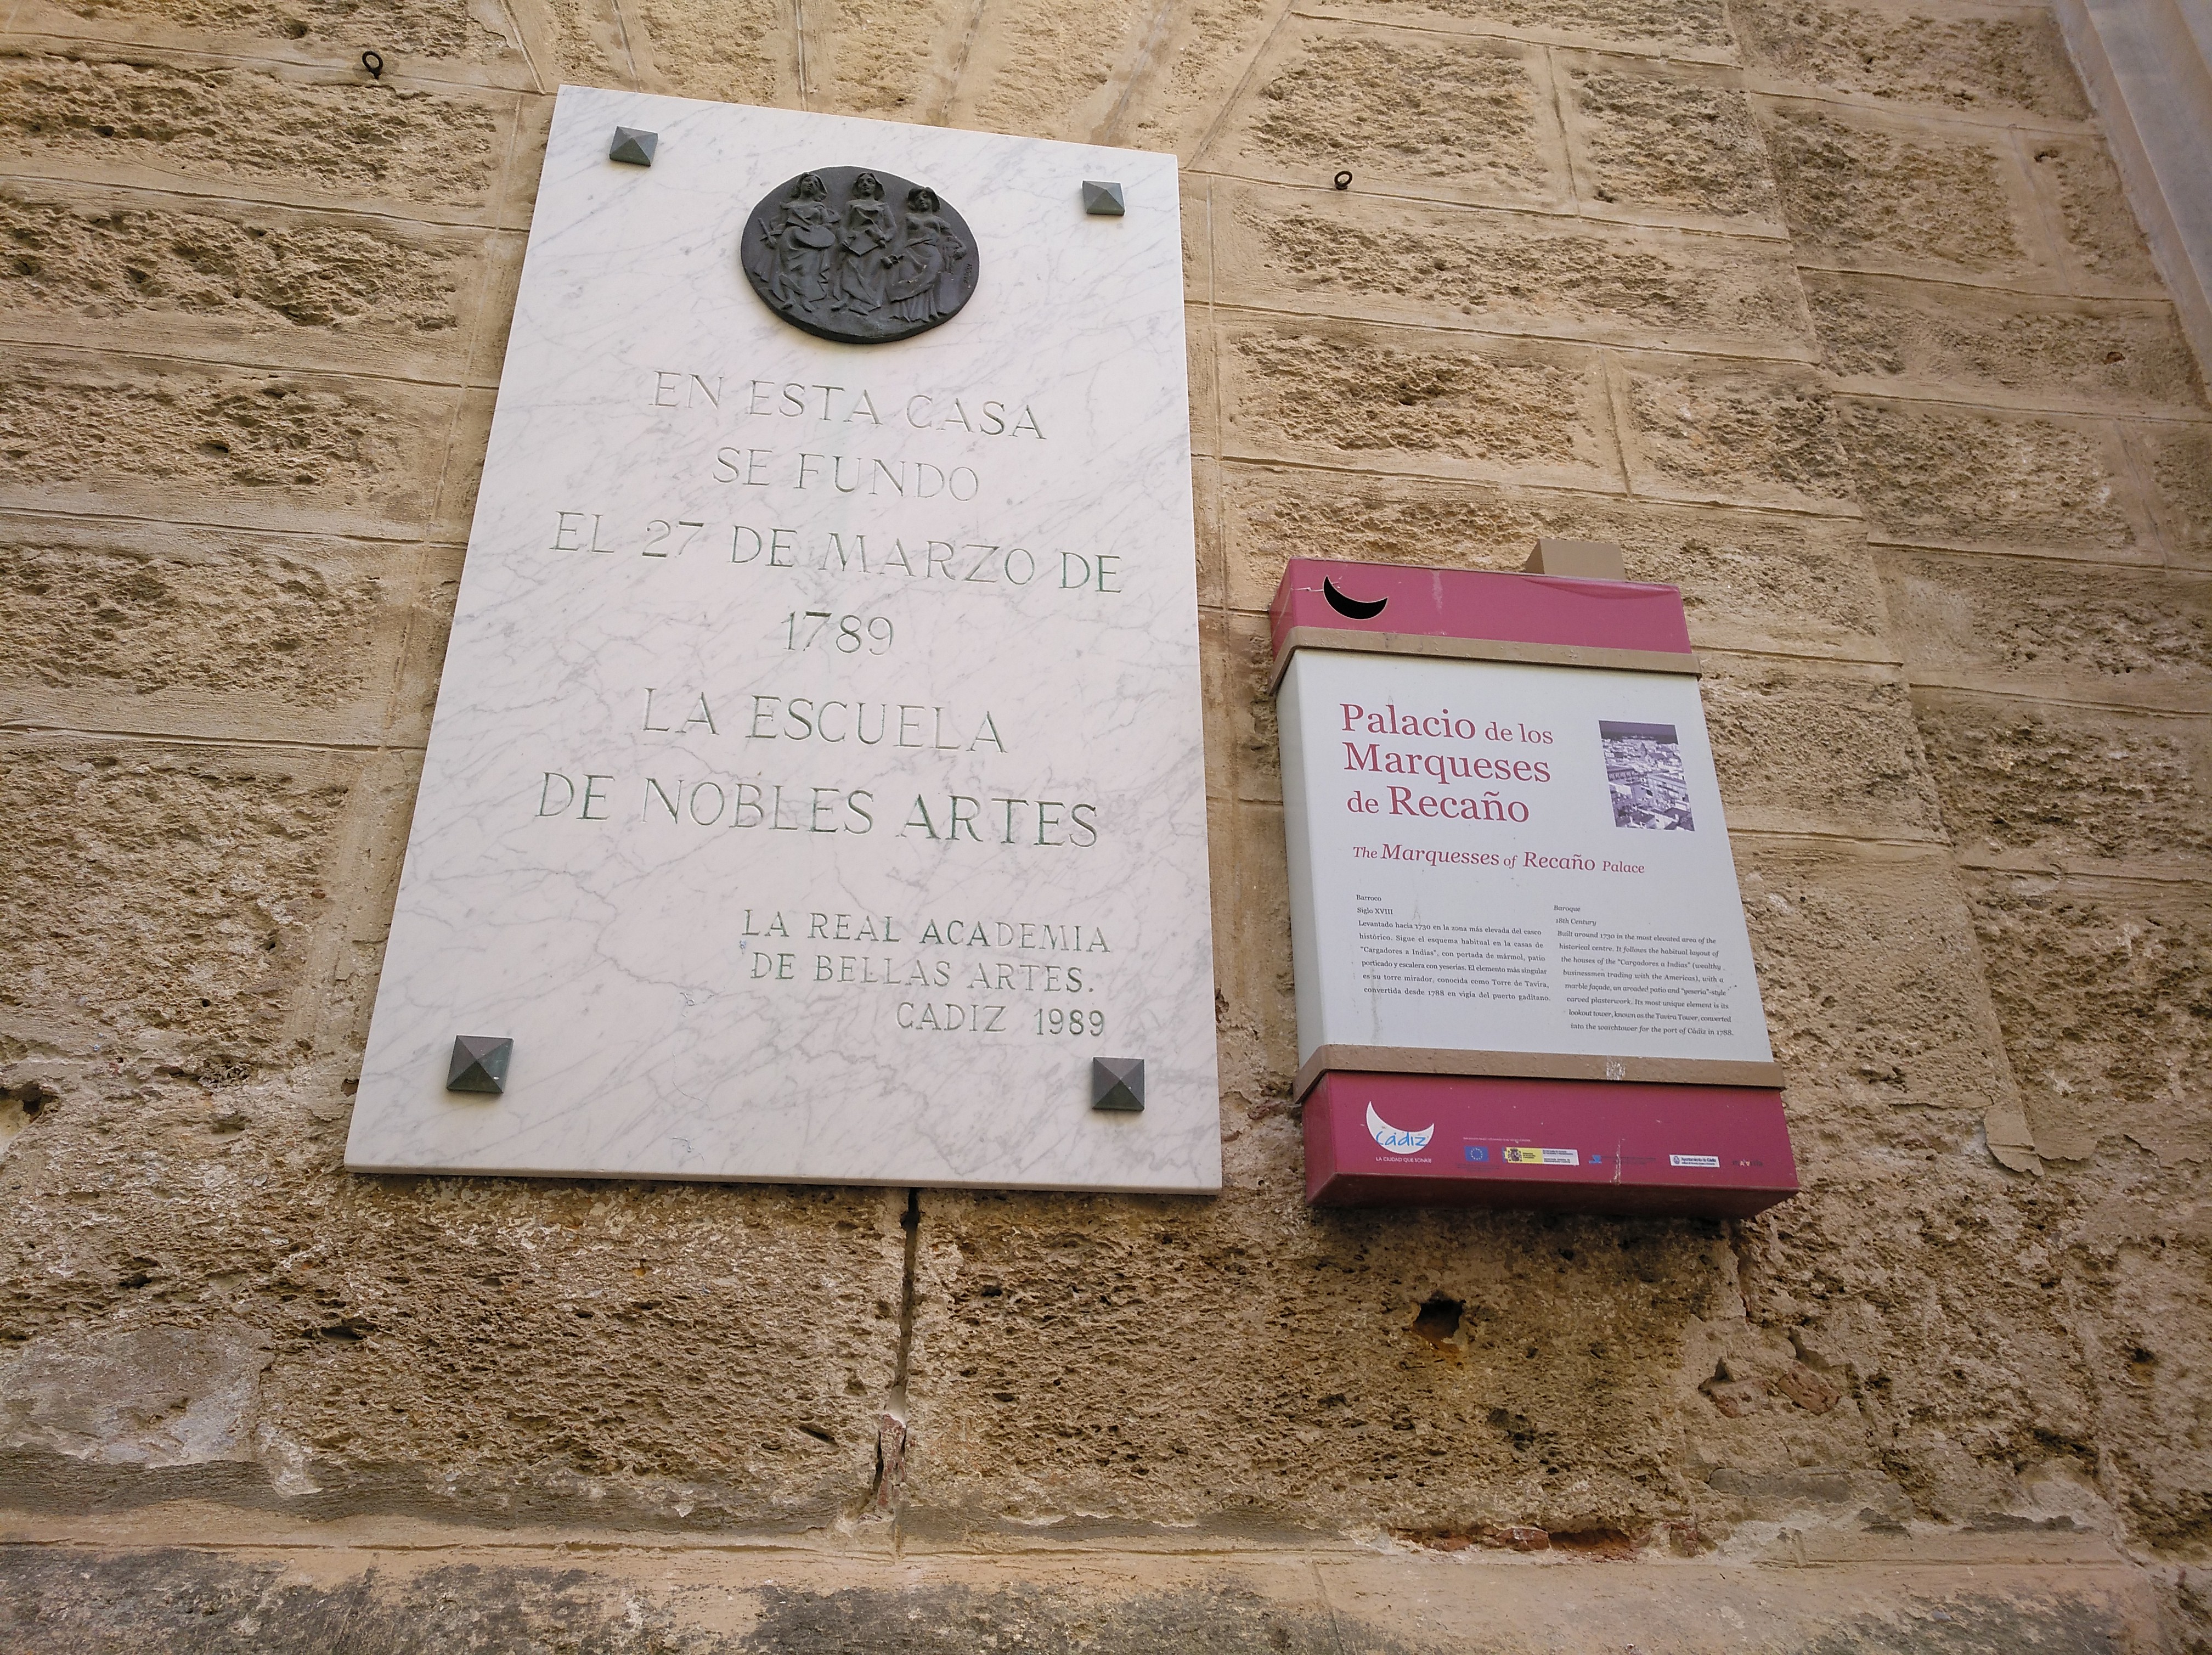 EN ESTA CASA
SE FUNDO
EL 27 DE MARZO DE
1789
LA ESCUELA
DE NOBLES ARTES
LA REAL ACADEMIA
DE BELLAS ARTES.
CADIZ 1989
Palacio de los
Marqueses
de Recaño
The Marquesses of Recaño Palace
Barroco
Siglo XVIII
Levantado hacia 1730 en la zona más elevada del casco
histórico. Sigue el esquema habitual en la casas de
"Cargadores a Indias", con portada de mármol, patio
porticado y escalera con yeserías. El elemento más singular
es su torre mirador, conocida como Torre de Tavira,
convertida desde 1788 en vigía del puerto gaditano.
Baroque
18th Century
Built around 1730 in the most elevated area of the
historical centre. It follows the habitual layout of
the houses of the "Cargadores a Indias" (wealthy
businessmen trading with the Americas), with a
marble façade, an arcaded patio and "yesería"-style
carved plasterwork. Its most unique element is its
lookout tower, known as the Tavira Tower, converted
into the watchtower for the port of Cádiz in 1788.
Cádiz
LA CIUDAD QUE SONRIE
Ayuntamiento de Cádiz